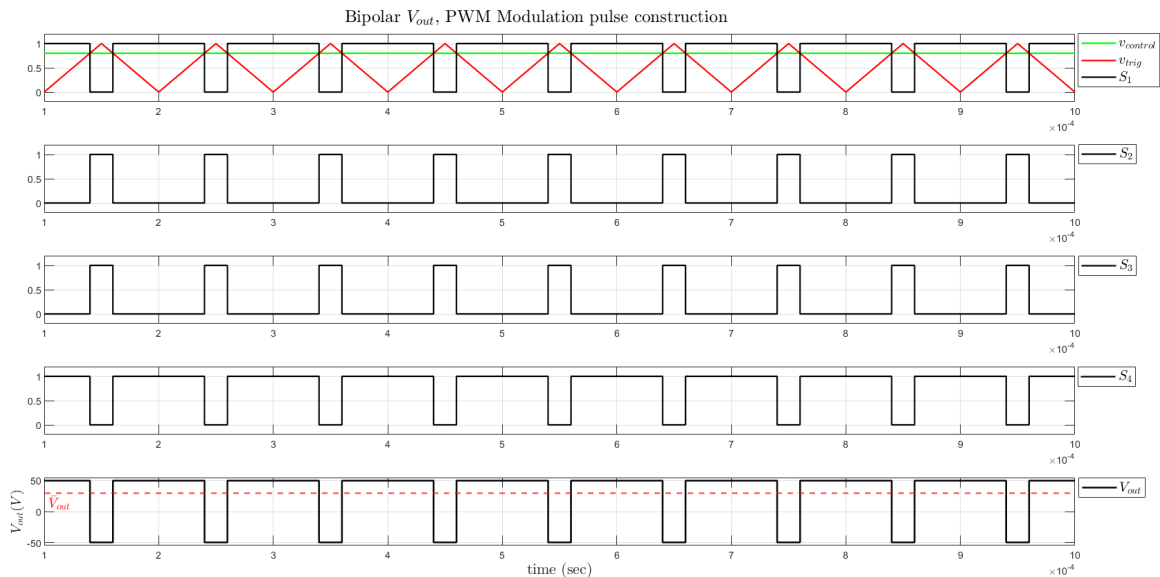 Bipolar V_out, PWM Modulation pulse construction
1
0.5
0
1 2 3 4 5 6 7 8 9 10
×10⁻⁴
v_control
v_trig
S_1
1
0.5
0
1 2 3 4 5 6 7 8 9 10
×10⁻⁴
S_2
1
0.5
0
1 2 3 4 5 6 7 8 9 10
×10⁻⁴
S_3
1
0.5
0
1 2 3 4 5 6 7 8 9 10
×10⁻⁴
S_4
V_out(V)
50
0
-50
V̄_out
1 2 3 4 5 6 7 8 9 10
×10⁻⁴
time (sec)
V_out